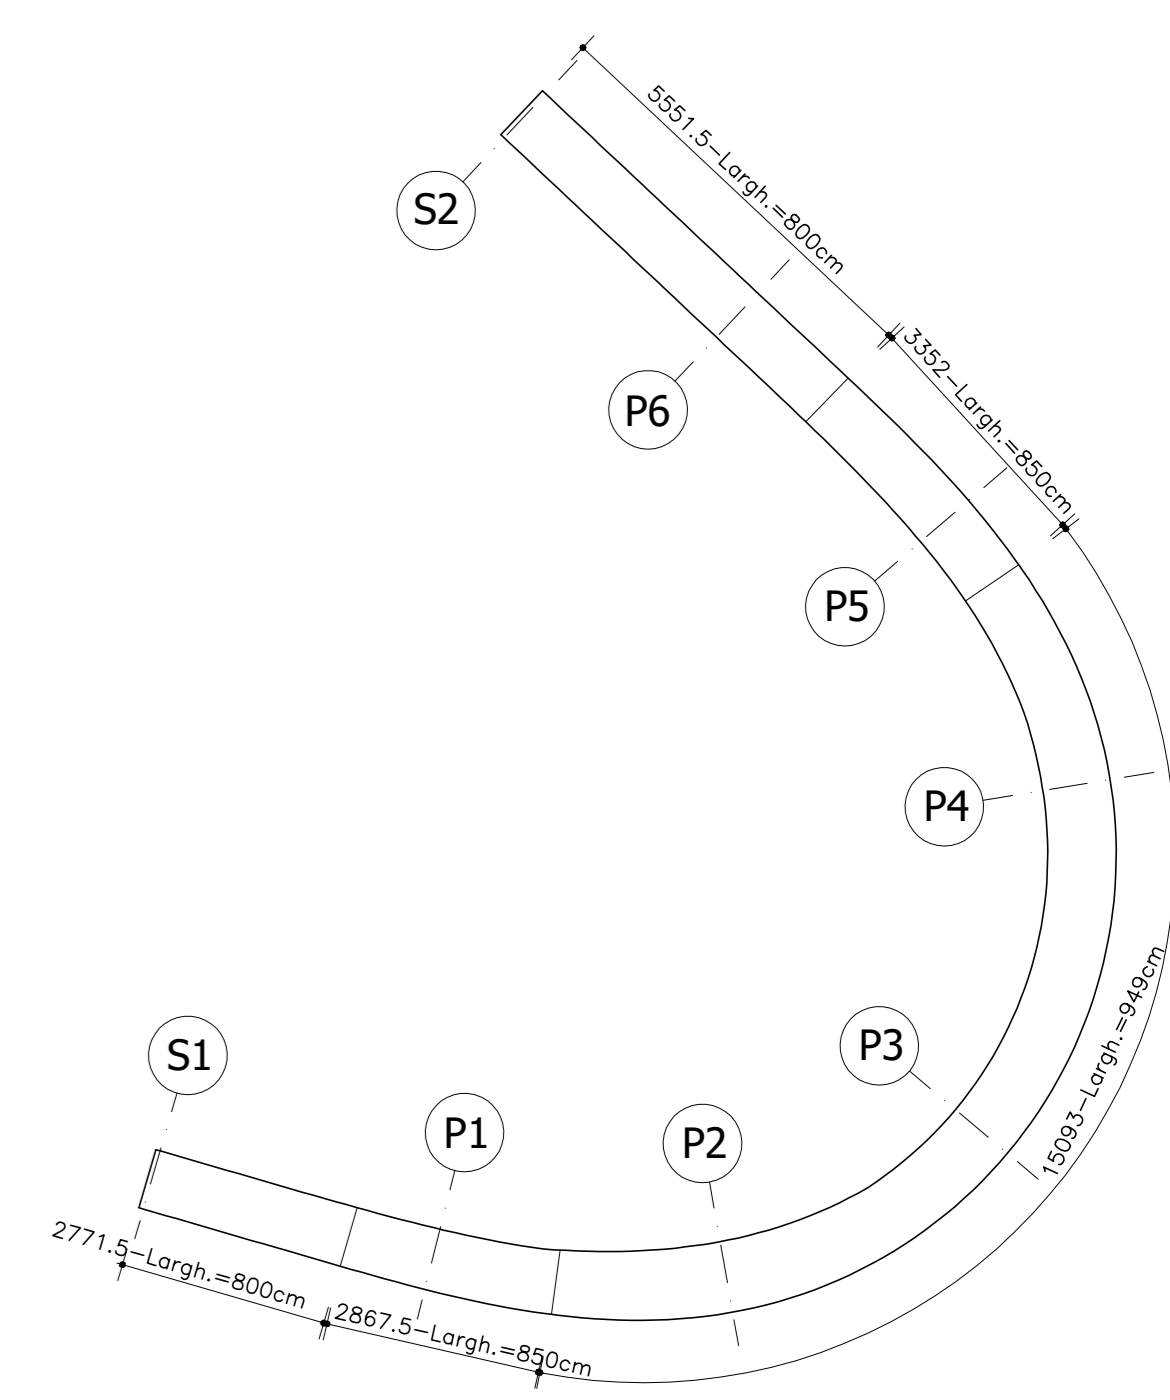 5551.5-Largh.=800cm
S2
3352-Largh.=850cm
P6
P5
P4
15093-Largh.=949cm
P3
S1
P1
P2
2771.5-Largh.=800cm
2867.5-Largh.=850cm